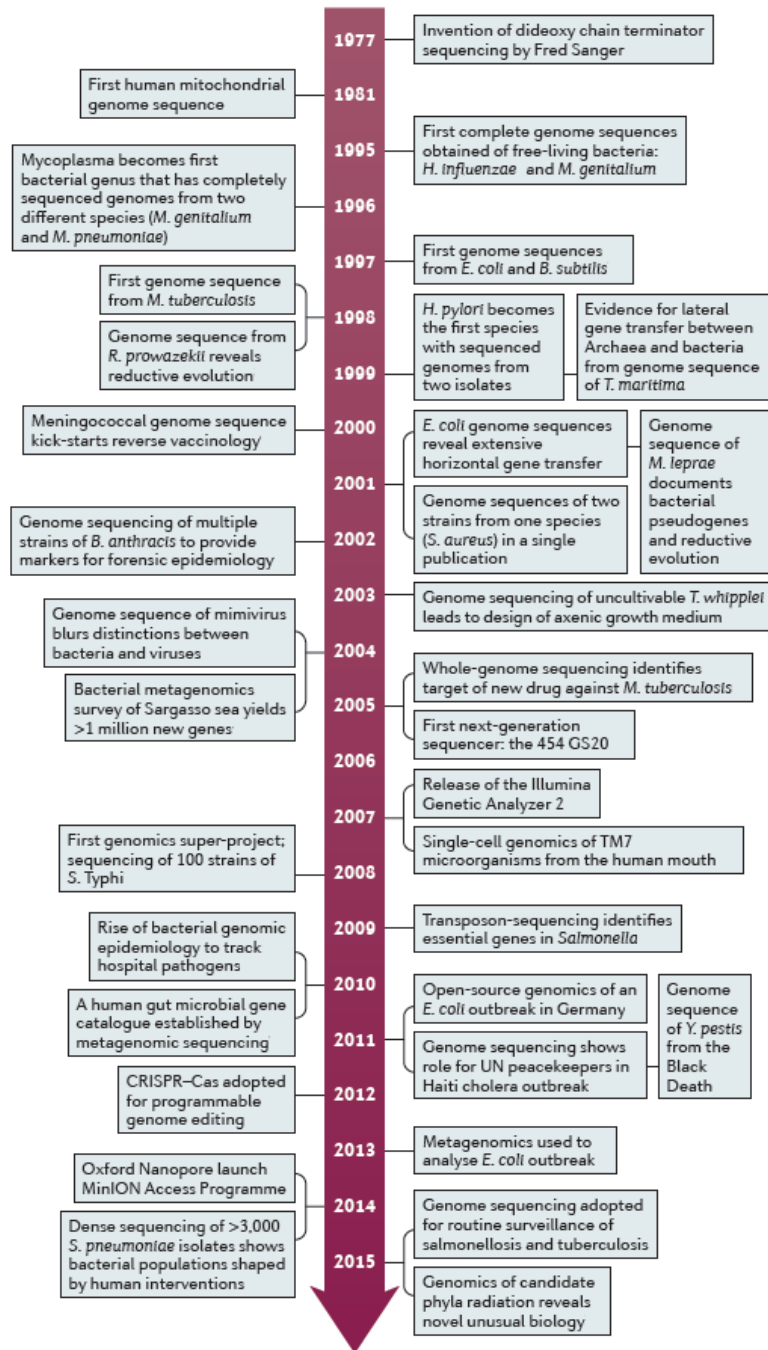 1977
Invention of dideoxy chain terminator
sequencing by Fred Sanger
First human mitochondrial
genome sequence
1981
1995
First complete genome sequences
obtained of free-living bacteria:
H. influenzae and M. genitalium
Mycoplasma becomes first
bacterial genus that has completely
sequenced genomes from two
different species (M. genitalium
and M. pneumoniae)
1996
1997
First genome sequences
from E. coli and B. subtilis
First genome sequence
from M. tuberculosis
Genome sequence from
R. prowazekii reveals
reductive evolution
1998
1999
H. pylori becomes
the first species
with sequenced
genomes from
two isolates
Evidence for lateral
gene transfer between
Archaea and bacteria
from genome sequence
of T. maritima
Meningococcal genome sequence
kick-starts reverse vaccinology
2000
2001
E. coli genome sequences
reveal extensive
horizontal gene transfer
Genome sequences of two
strains from one species
(S. aureus) in a single
publication
Genome
sequence of
M. leprae
documents
bacterial
pseudogenes
and reductive
evolution
Genome sequencing of multiple
strains of B. anthracis to provide
markers for forensic epidemiology
2002
2003
Genome sequencing of uncultivable T. whipplei
leads to design of axenic growth medium
Genome sequence of mimivirus
blurs distinctions between
bacteria and viruses
Bacterial metagenomics
survey of Sargasso sea yields
>1 million new genes
2004
2005
Whole-genome sequencing identifies
target of new drug against M. tuberculosis
First next-generation
sequencer: the 454 GS20
2006
2007
Release of the Illumina
Genetic Analyzer 2
Single-cell genomics of TM7
microorganisms from the human mouth
First genomics super-project;
sequencing of 100 strains of
S. Typhi
2008
2009
Transposon-sequencing identifies
essential genes in Salmonella
Rise of bacterial genomic
epidemiology to track
hospital pathogens
A human gut microbial gene
catalogue established by
metagenomic sequencing
2010
2011
Open-source genomics of an
E. coli outbreak in Germany
Genome sequencing shows
role for UN peacekeepers in
Haiti cholera outbreak
Genome
sequence
of Y. pestis
from the
Black
Death
CRISPR–Cas adopted
for programmable
genome editing
2012
2013
Metagenomics used to
analyse E. coli outbreak
Oxford Nanopore launch
MinION Access Programme
Dense sequencing of >3,000
S. pneumoniae isolates shows
bacterial populations shaped
by human interventions
2014
2015
Genome sequencing adopted
for routine surveillance of
salmonellosis and tuberculosis
Genomics of candidate
phyla radiation reveals
novel unusual biology